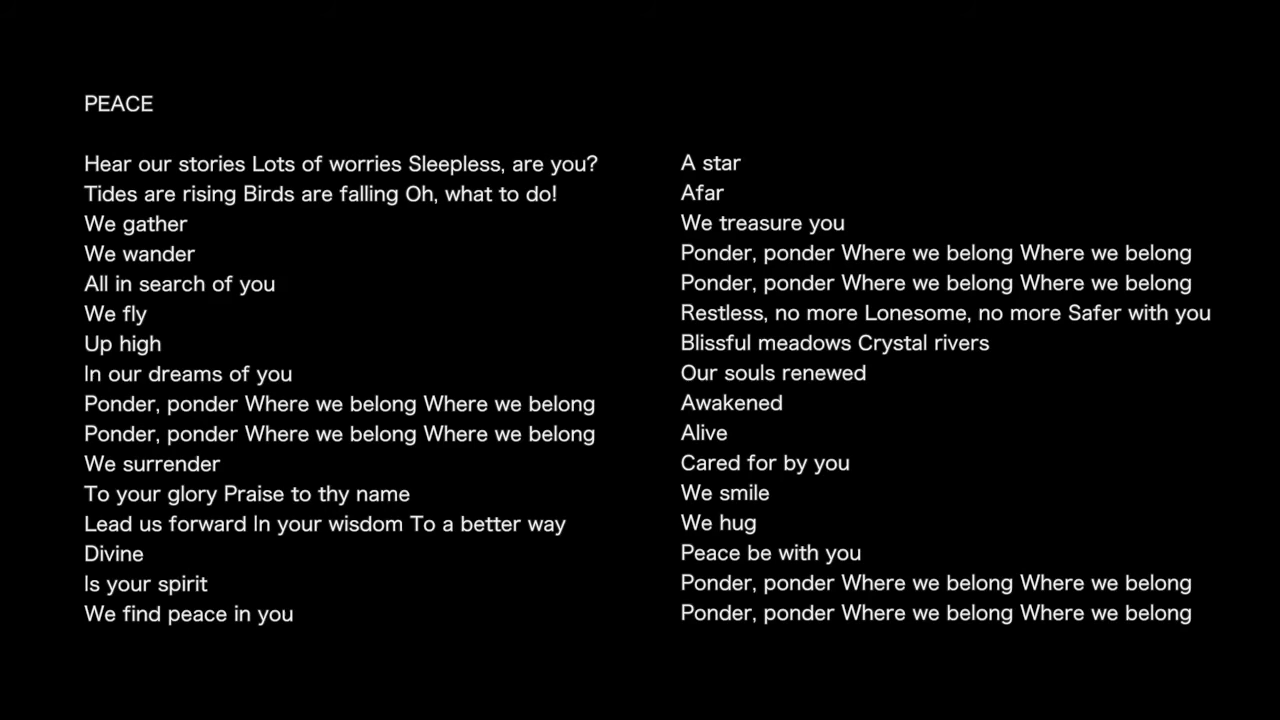 PEACE
Hear our stories Lots of worries Sleepless, are you?
Tides are rising Birds are falling Oh, what to do!
We gather
We wander
All in search of you
We fly
Up high
In our dreams of you
Ponder, ponder Where we belong Where we belong
Ponder, ponder Where we belong Where we belong
We surrender
To your glory Praise to thy name
Lead us forward In your wisdom To a better way
Divine
Is your spirit
We find peace in you
A star
Afar
We treasure you
Ponder, ponder Where we belong Where we belong
Ponder, ponder Where we belong Where we belong
Restless, no more Lonesome, no more Safer with you
Blissful meadows Crystal rivers
Our souls renewed
Awakened
Alive
Cared for by you
We smile
We hug
Peace be with you
Ponder, ponder Where we belong Where we belong
Ponder, ponder Where we belong Where we belong